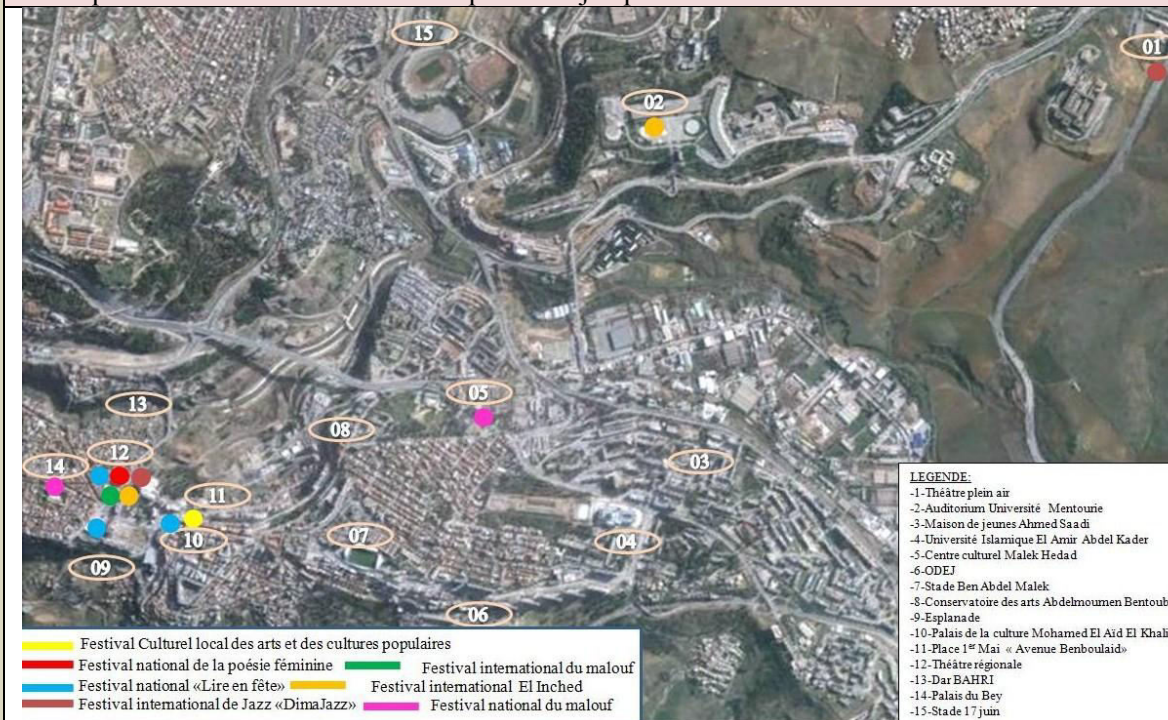 15
01
02
05
13
08
12
14
03
11
10
07
04
09
06
LEGENDE:
-1-Théâtre plein air
-2-Auditorium Université Mentourie
-3-Maison de jeunes Ahmed Saadi
-4-Université Islamique El Amir Abdel Kader
-5-Centre culturel Malek Hedad
-6-ODEJ
-7-Stade Ben Abdel Malek
-8-Conservatoire des arts Abdelmoumen Bentoub
-9-Esplanade
-10-Palais de la culture Mohamed El Aïd El Khali
-11-Place 1er Mai « Avenue Benboulaid»
-12-Théâtre régionale
-13-Dar BAHRI
-14-Palais du Bey
-15-Stade 17 juin
Festival Culturel local des arts et des cultures populaires
Festival national de la poésie féminine Festival international du malouf
Festival national «Lire en fête» Festival international El Inched
Festival international de Jazz «DimaJazz» Festival national du malouf